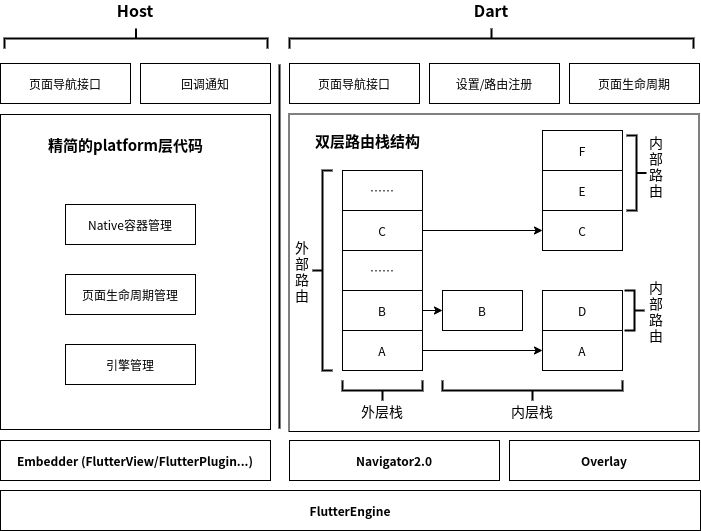 Host
Dart
页面导航接口
回调通知
页面导航接口
设置/路由注册
页面生命周期
精简的platform层代码
Native容器管理
页面生命周期管理
引擎管理
双层路由栈结构
外部路由
……
C
……
B
A
B
F
E
C
内部路由
D
A
内部路由
外层栈
内层栈
Embedder (FlutterView/FlutterPlugin...)
Navigator2.0
Overlay
FlutterEngine